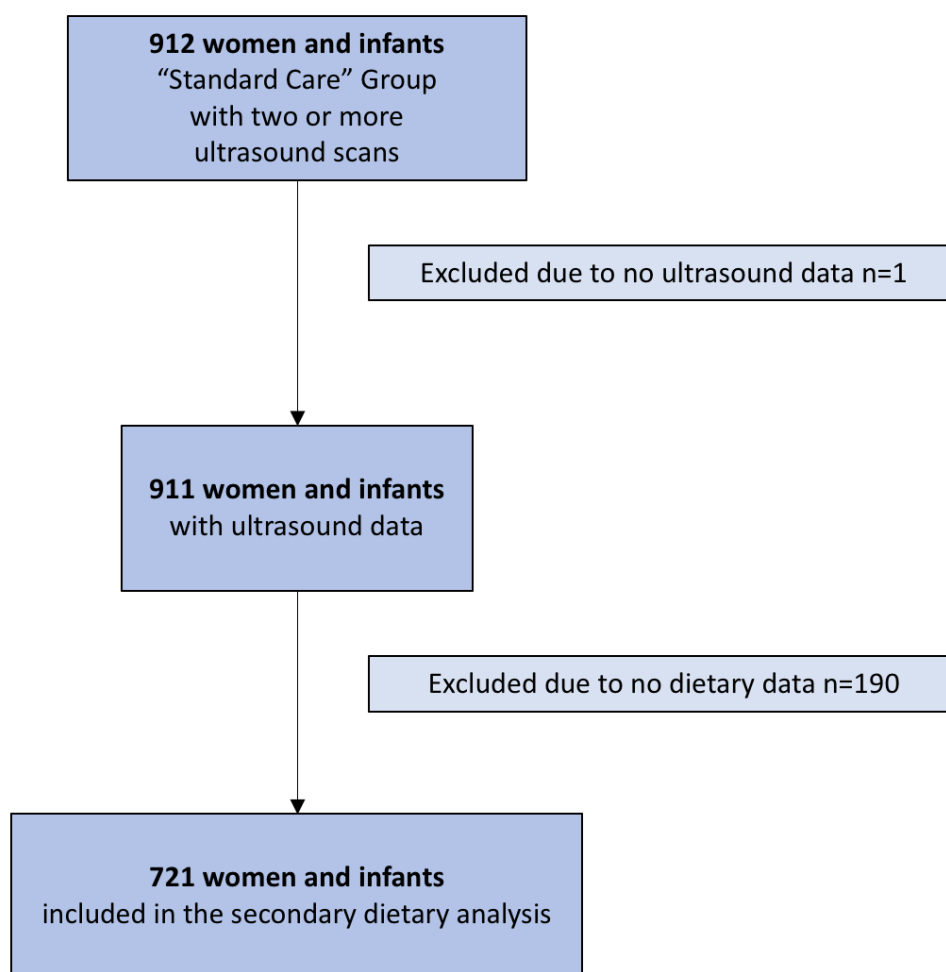 912 women and infants
“Standard Care” Group
with two or more
ultrasound scans
Excluded due to no ultrasound data n=1
911 women and infants
with ultrasound data
Excluded due to no dietary data n=190
721 women and infants
included in the secondary dietary analysis